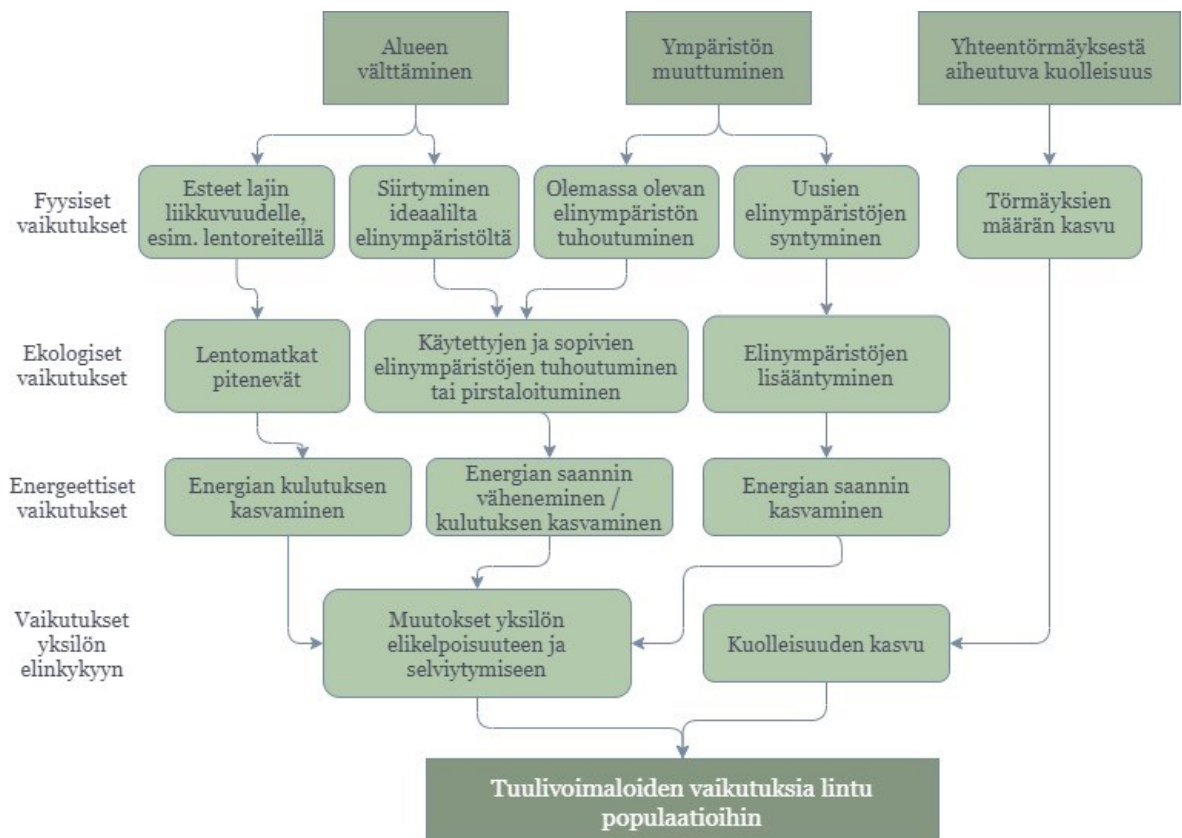 Alueen
välttäminen
Ympäristön
muuttuminen
Yhteentörmäyksestä
aiheutuva kuolleisuus
Fyysiset
vaikutukset
Esteet lajin
liikkuvuudelle,
esim. lentoreiteillä
Siirtyminen
ideaalilta
elinympäristöltä
Olemassa olevan
elinympäristön
tuhoutuminen
Uusien
elinympäristöjen
syntyminen
Törmäyksien
määrän kasvu
Ekologiset
vaikutukset
Lentomatkat
pitenevät
Käytettyjen ja sopivien
elinympäristöjen tuhoutuminen
tai pirstaloituminen
Elinympäristöjen
lisääntyminen
Energeettiset
vaikutukset
Energian kulutuksen
kasvaminen
Energian saannin
väheneminen /
kulutuksen kasvaminen
Energian saannin
kasvaminen
Vaikutukset
yksilön
elinkykyyn
Muutokset yksilön
elikelpoisuuteen ja
selviytymiseen
Kuolleisuuden kasvu
Tuulivoimaloiden vaikutuksia lintu
populaatioihin